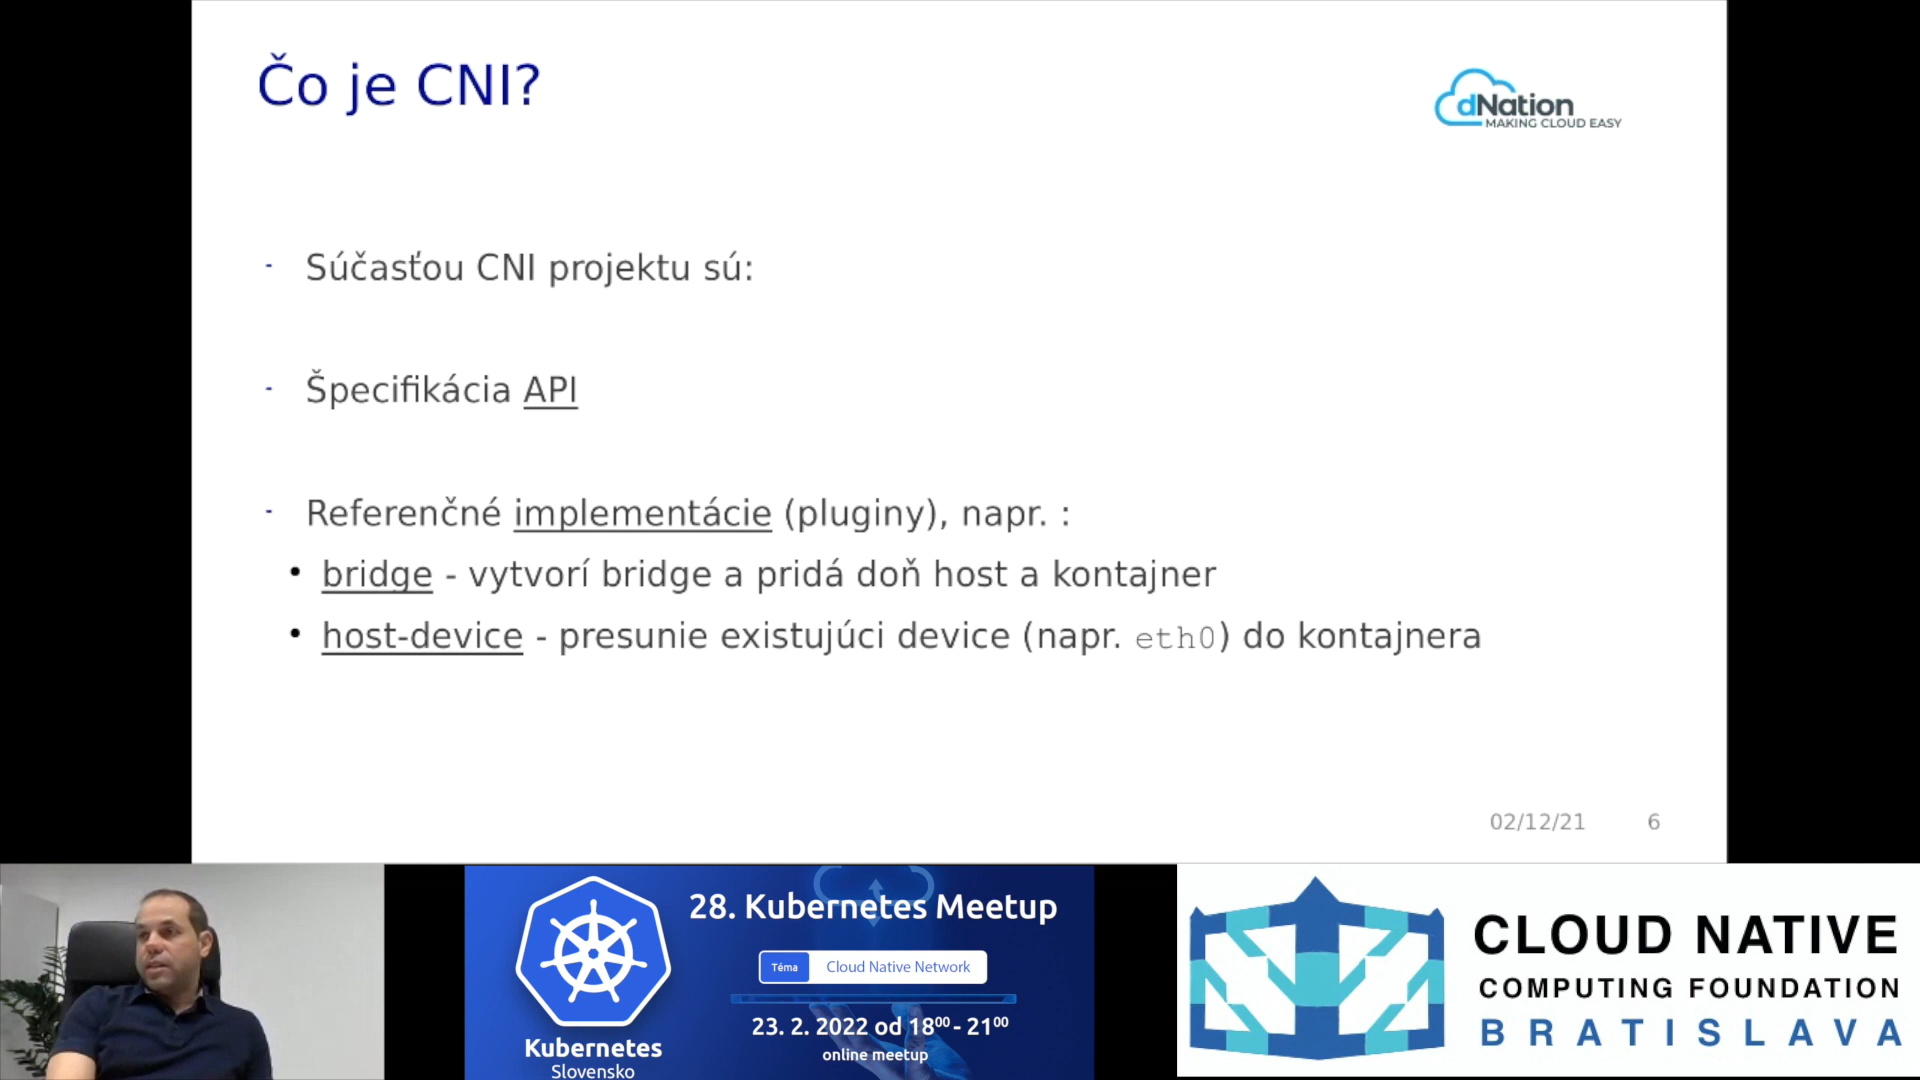 Čo je CNI?
dNation
MAKING CLOUD EASY
- Súčasťou CNI projektu sú:
- Špecifikácia API
- Referenčné implementácie (pluginy), napr. :
• bridge - vytvorí bridge a pridá doň host a kontajner
• host-device - presunie existujúci device (napr. eth0) do kontajnera
02/12/21 6
28. Kubernetes Meetup
Téma Cloud Native Network
23. 2. 2022 od 18⁰⁰ - 21⁰⁰
online meetup
Kubernetes
Slovensko
CLOUD NATIVE
COMPUTING FOUNDATION
BRATISLAVA